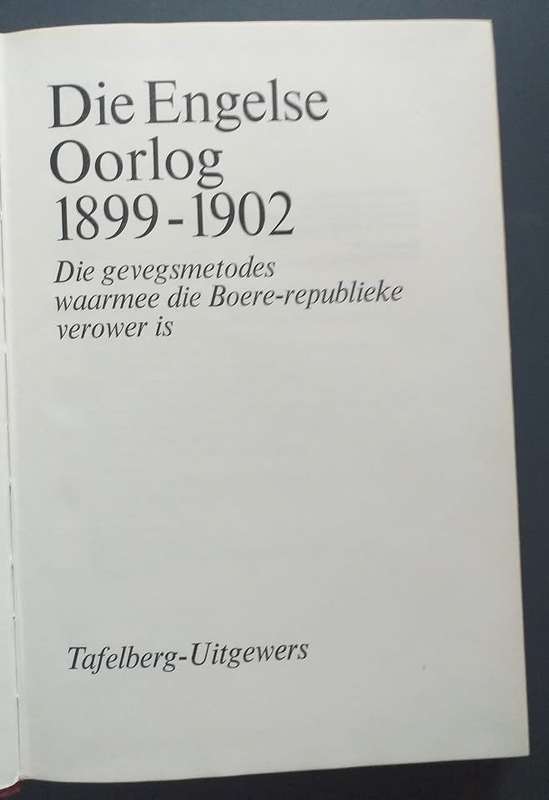 Die Engelse
Oorlog
1899-1902
Die gevegsmetodes
waarmee die Boere-republieke
verower is
Tafelberg-Uitgewers